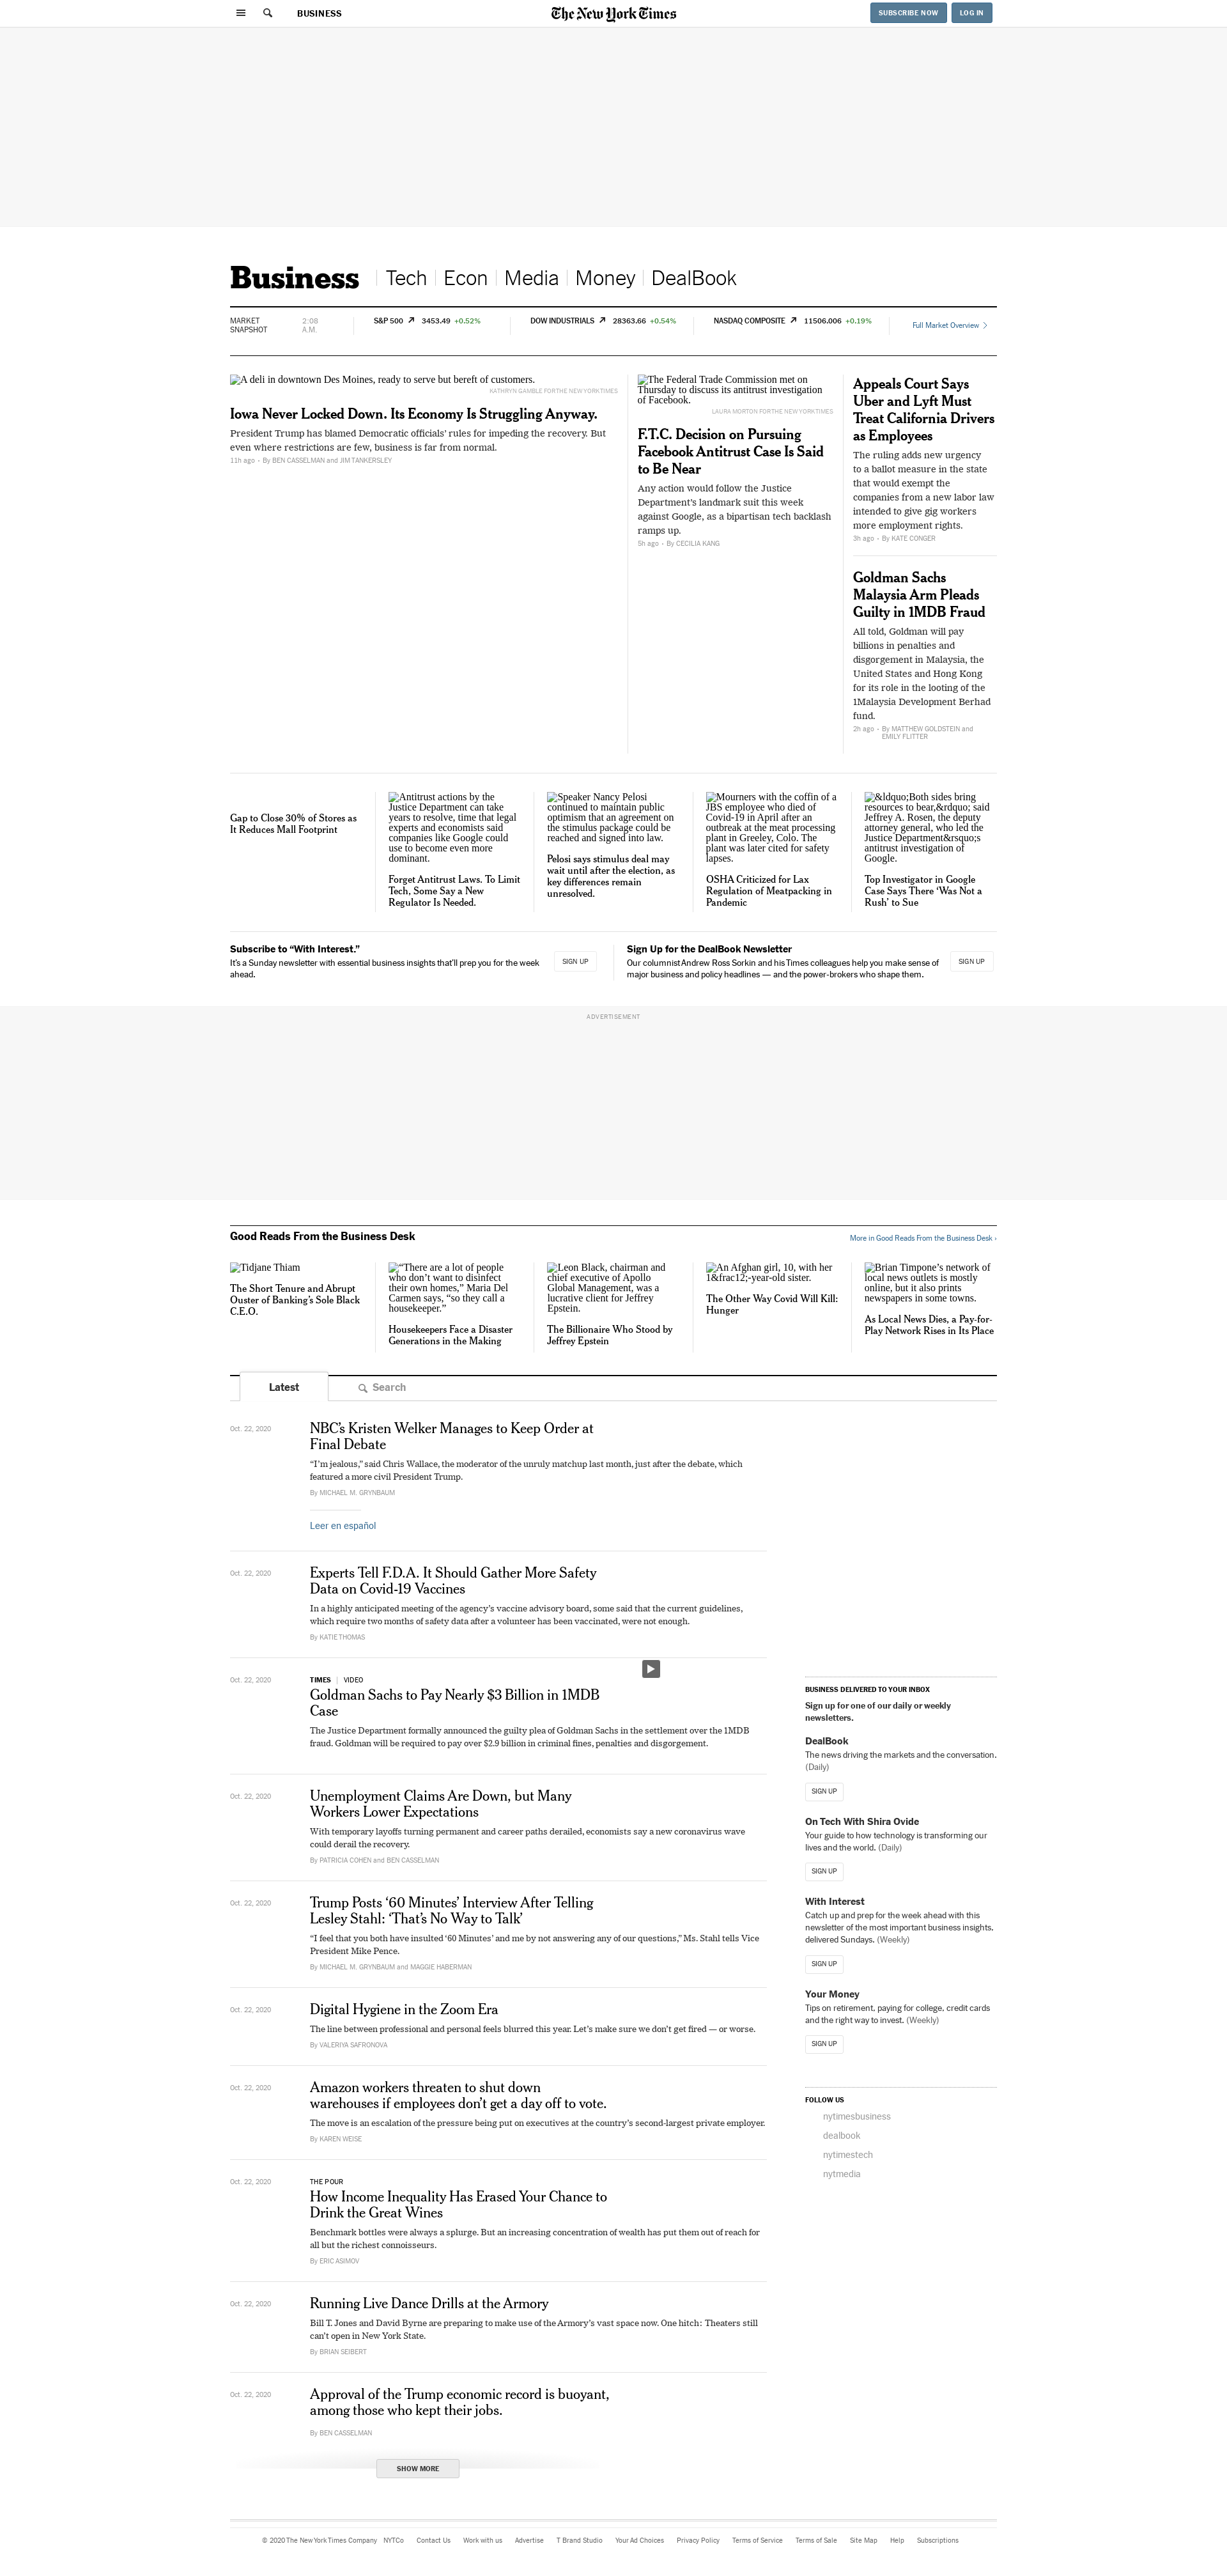 BUSINESS
The New York Times
SUBSCRIBE NOW
LOG IN
Business
Tech
Econ
Media
Money
DealBook
MARKET
SNAPSHOT
2:08
A.M.
S&P 500 3453.49 +0.52%
DOW INDUSTRIALS 28363.66 +0.54%
NASDAQ COMPOSITE 11506.006 +0.19%
Full Market Overview
A deli in downtown Des Moines, ready to serve but bereft of customers.
KATHRYN GAMBLE FOR THE NEW YORK TIMES
Iowa Never Locked Down. Its Economy Is Struggling Anyway.
President Trump has blamed Democratic officials’ rules for impeding the recovery. But
even where restrictions are few, business is far from normal.
11h ago • By BEN CASSELMAN and JIM TANKERSLEY
The Federal Trade Commission met on
Thursday to discuss its antitrust investigation
of Facebook.
LAURA MORTON FOR THE NEW YORK TIMES
F.T.C. Decision on Pursuing
Facebook Antitrust Case Is Said
to Be Near
Any action would follow the Justice
Department’s landmark suit this week
against Google, as a bipartisan tech backlash
ramps up.
5h ago • By CECILIA KANG
Appeals Court Says
Uber and Lyft Must
Treat California Drivers
as Employees
The ruling adds new urgency
to a ballot measure in the state
that would exempt the
companies from a new labor law
intended to give gig workers
more employment rights.
3h ago • By KATE CONGER
Goldman Sachs
Malaysia Arm Pleads
Guilty in 1MDB Fraud
All told, Goldman will pay
billions in penalties and
disgorgement in Malaysia, the
United States and Hong Kong
for its role in the looting of the
1Malaysia Development Berhad
fund.
2h ago • By MATTHEW GOLDSTEIN and
EMILY FLITTER
Gap to Close 30% of Stores as
It Reduces Mall Footprint
Antitrust actions by the
Justice Department can take
years to resolve, time that legal
experts and economists said
companies like Google could
use to become even more
dominant.
Forget Antitrust Laws. To Limit
Tech, Some Say a New
Regulator Is Needed.
Speaker Nancy Pelosi
continued to maintain public
optimism that an agreement on
the stimulus package could be
reached and signed into law.
Pelosi says stimulus deal may
wait until after the election, as
key differences remain
unresolved.
Mourners with the coffin of a
JBS employee who died of
Covid-19 in April after an
outbreak at the meat processing
plant in Greeley, Colo. The
plant was later cited for safety
lapses.
OSHA Criticized for Lax
Regulation of Meatpacking in
Pandemic
&ldquo;Both sides bring
resources to bear,&rdquo; said
Jeffrey A. Rosen, the deputy
attorney general, who led the
Justice Department&rsquo;s
antitrust investigation of
Google.
Top Investigator in Google
Case Says There ‘Was Not a
Rush’ to Sue
Subscribe to “With Interest.”
It’s a Sunday newsletter with essential business insights that’ll prep you for the week
ahead.
SIGN UP
Sign Up for the DealBook Newsletter
Our columnist Andrew Ross Sorkin and his Times colleagues help you make sense of
major business and policy headlines — and the power-brokers who shape them.
SIGN UP
ADVERTISEMENT
Good Reads From the Business Desk
More in Good Reads From the Business Desk ›
Tidjane Thiam
The Short Tenure and Abrupt
Ouster of Banking’s Sole Black
C.E.O.
“There are a lot of people
who don’t want to disinfect
their own homes,” Maria Del
Carmen says, “so they call a
housekeeper.”
Housekeepers Face a Disaster
Generations in the Making
Leon Black, chairman and
chief executive of Apollo
Global Management, was a
lucrative client for Jeffrey
Epstein.
The Billionaire Who Stood by
Jeffrey Epstein
An Afghan girl, 10, with her
1&frac12;-year-old sister.
The Other Way Covid Will Kill:
Hunger
Brian Timpone’s network of
local news outlets is mostly
online, but it also prints
newspapers in some towns.
As Local News Dies, a Pay-for-
Play Network Rises in Its Place
Latest
Search
Oct. 22, 2020
NBC’s Kristen Welker Manages to Keep Order at
Final Debate
“I’m jealous,” said Chris Wallace, the moderator of the unruly matchup last month, just after the debate, which
featured a more civil President Trump.
By MICHAEL M. GRYNBAUM
Leer en español
Oct. 22, 2020
Experts Tell F.D.A. It Should Gather More Safety
Data on Covid-19 Vaccines
In a highly anticipated meeting of the agency’s vaccine advisory board, some said that the current guidelines,
which require two months of safety data after a volunteer has been vaccinated, were not enough.
By KATIE THOMAS
Oct. 22, 2020
TIMES | VIDEO
Goldman Sachs to Pay Nearly $3 Billion in 1MDB
Case
The Justice Department formally announced the guilty plea of Goldman Sachs in the settlement over the 1MDB
fraud. Goldman will be required to pay over $2.9 billion in criminal fines, penalties and disgorgement.
Oct. 22, 2020
Unemployment Claims Are Down, but Many
Workers Lower Expectations
With temporary layoffs turning permanent and career paths derailed, economists say a new coronavirus wave
could derail the recovery.
By PATRICIA COHEN and BEN CASSELMAN
Oct. 22, 2020
Trump Posts ‘60 Minutes’ Interview After Telling
Lesley Stahl: ‘That’s No Way to Talk’
“I feel that you both have insulted ‘60 Minutes’ and me by not answering any of our questions,” Ms. Stahl tells Vice
President Mike Pence.
By MICHAEL M. GRYNBAUM and MAGGIE HABERMAN
Oct. 22, 2020
Digital Hygiene in the Zoom Era
The line between professional and personal feels blurred this year. Let’s make sure we don’t get fired — or worse.
By VALERIYA SAFRONOVA
Oct. 22, 2020
Amazon workers threaten to shut down
warehouses if employees don’t get a day off to vote.
The move is an escalation of the pressure being put on executives at the country’s second-largest private employer.
By KAREN WEISE
Oct. 22, 2020
THE POUR
How Income Inequality Has Erased Your Chance to
Drink the Great Wines
Benchmark bottles were always a splurge. But an increasing concentration of wealth has put them out of reach for
all but the richest connoisseurs.
By ERIC ASIMOV
Oct. 22, 2020
Running Live Dance Drills at the Armory
Bill T. Jones and David Byrne are preparing to make use of the Armory’s vast space now. One hitch: Theaters still
can’t open in New York State.
By BRIAN SEIBERT
Oct. 22, 2020
Approval of the Trump economic record is buoyant,
among those who kept their jobs.
By BEN CASSELMAN
SHOW MORE
BUSINESS DELIVERED TO YOUR INBOX
Sign up for one of our daily or weekly
newsletters.
DealBook
The news driving the markets and the conversation.
(Daily)
SIGN UP
On Tech With Shira Ovide
Your guide to how technology is transforming our
lives and the world. (Daily)
SIGN UP
With Interest
Catch up and prep for the week ahead with this
newsletter of the most important business insights,
delivered Sundays. (Weekly)
SIGN UP
Your Money
Tips on retirement, paying for college, credit cards
and the right way to invest. (Weekly)
SIGN UP
FOLLOW US
nytimesbusiness
dealbook
nytimestech
nytmedia
© 2020 The New York Times Company NYTCo Contact Us Work with us Advertise T Brand Studio Your Ad Choices Privacy Policy Terms of Service Terms of Sale Site Map Help Subscriptions